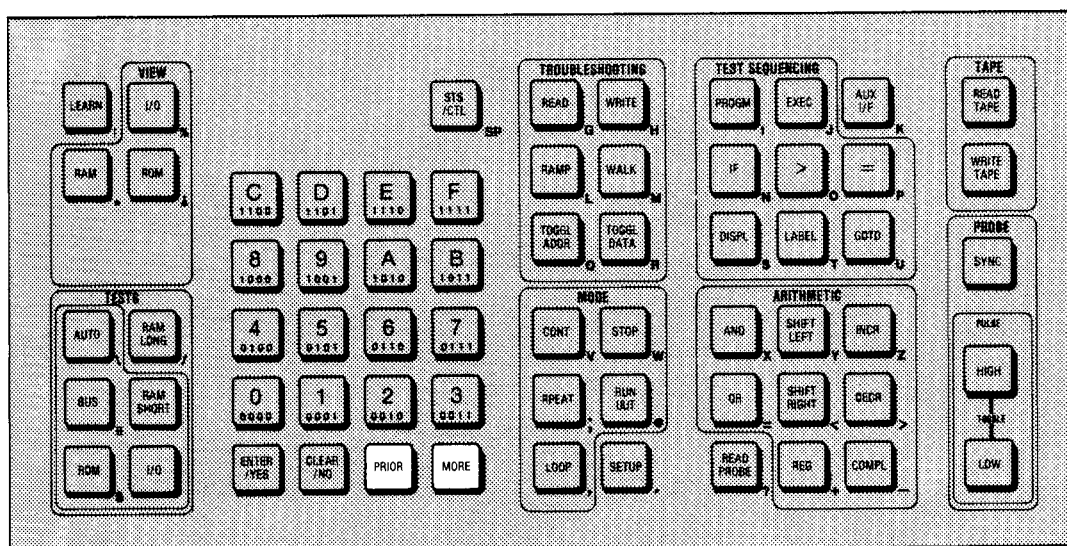 VIEW
LEARN !
I/O %
RAM
ROM &
TESTS
AUTO \
RAM LONG /
BUS #
RAM SHORT
ROM $
I/O
STS /CTL SP
C 1100
D 1101
E 1110
F 1111
8 1000
9 1001
A 1010
B 1011
4 0100
5 0101
6 0110
7 0111
0 0000
1 0001
2 0010
3 0011
ENTER /YES
CLEAR /NO
PRIOR
MORE
TROUBLESHOOTING
READ G
WRITE H
RAMP L
WALK M
TOGGL ADDR Q
TOGGL DATA R
MODE
CONT V
STOP W
RPEAT ;
RUN UUT @
LOOP ,
SETUP
TEST SEQUENCING
PROGM I
EXEC J
AUX I/F K
IF N
> O
= P
DISPL S
LABEL T
GOTO U
ARITHMETIC
AND X
SHIFT LEFT Y
INCR Z
OR =
SHIFT RIGHT <
DECR >
READ PROBE ?
REG +
COMPL –
TAPE
READ TAPE
WRITE TAPE
PROBE
SYNC
PULSE
HIGH
LOW